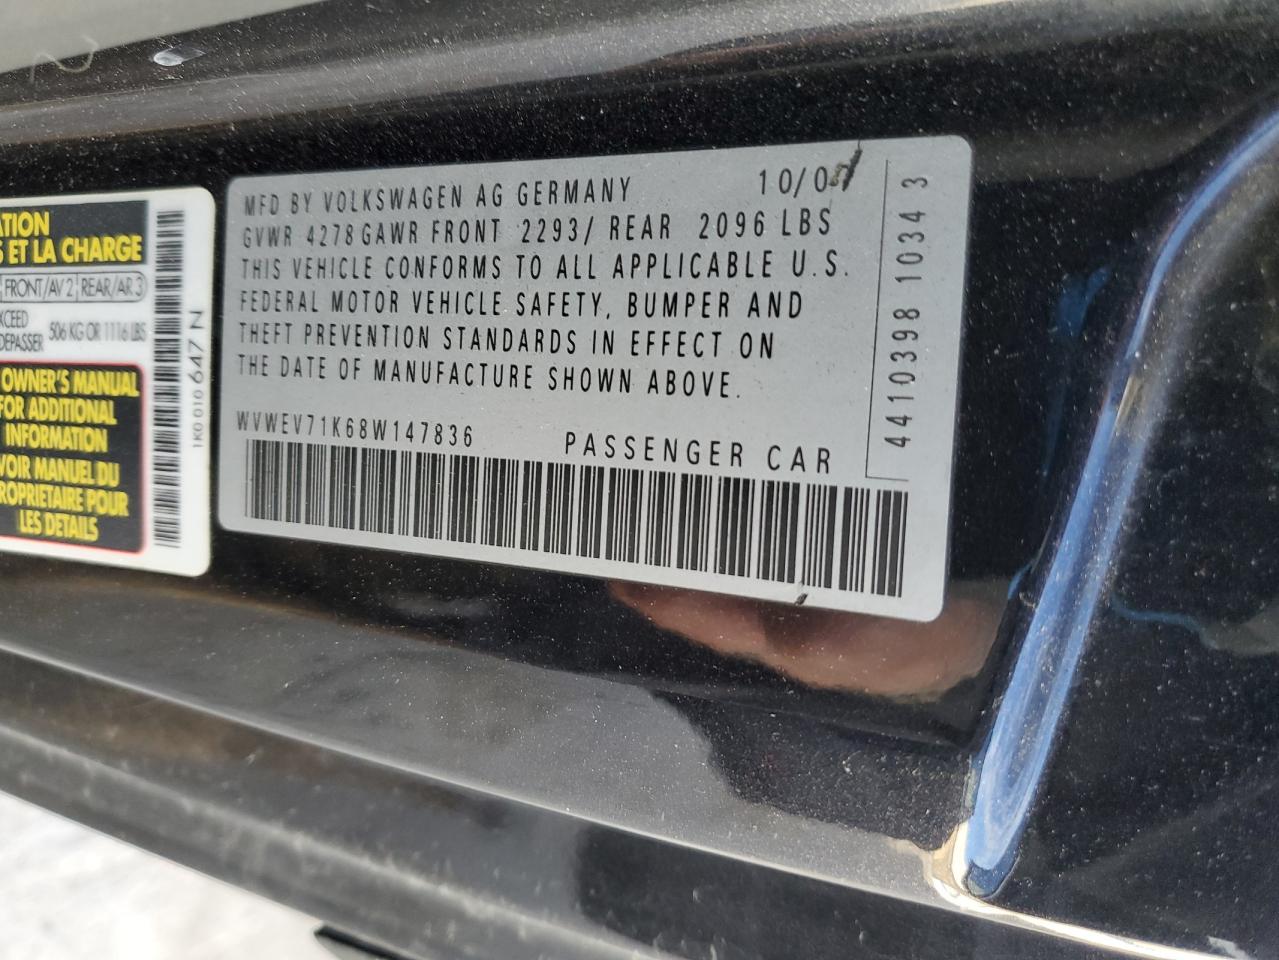 ATION
S ET LA CHARGE
FRONT/AV 2 REAR/AR 3
XCEED
DEPASSER 506 KG OR 1116 LBS
OWNER'S MANUAL
FOR ADDITIONAL
INFORMATION
VOIR MANUEL DU
PROPRIETAIRE POUR
LES DETAILS
1K0 010 647 N
MFD BY VOLKSWAGEN AG GERMANY 10/0
GVWR 4278 GAWR FRONT 2293/ REAR 2096 LBS
THIS VEHICLE CONFORMS TO ALL APPLICABLE U.S.
FEDERAL MOTOR VEHICLE SAFETY, BUMPER AND
THEFT PREVENTION STANDARDS IN EFFECT ON
THE DATE OF MANUFACTURE SHOWN ABOVE.
WVWEV71K68W147836 PASSENGER CAR
4410398 10343 3